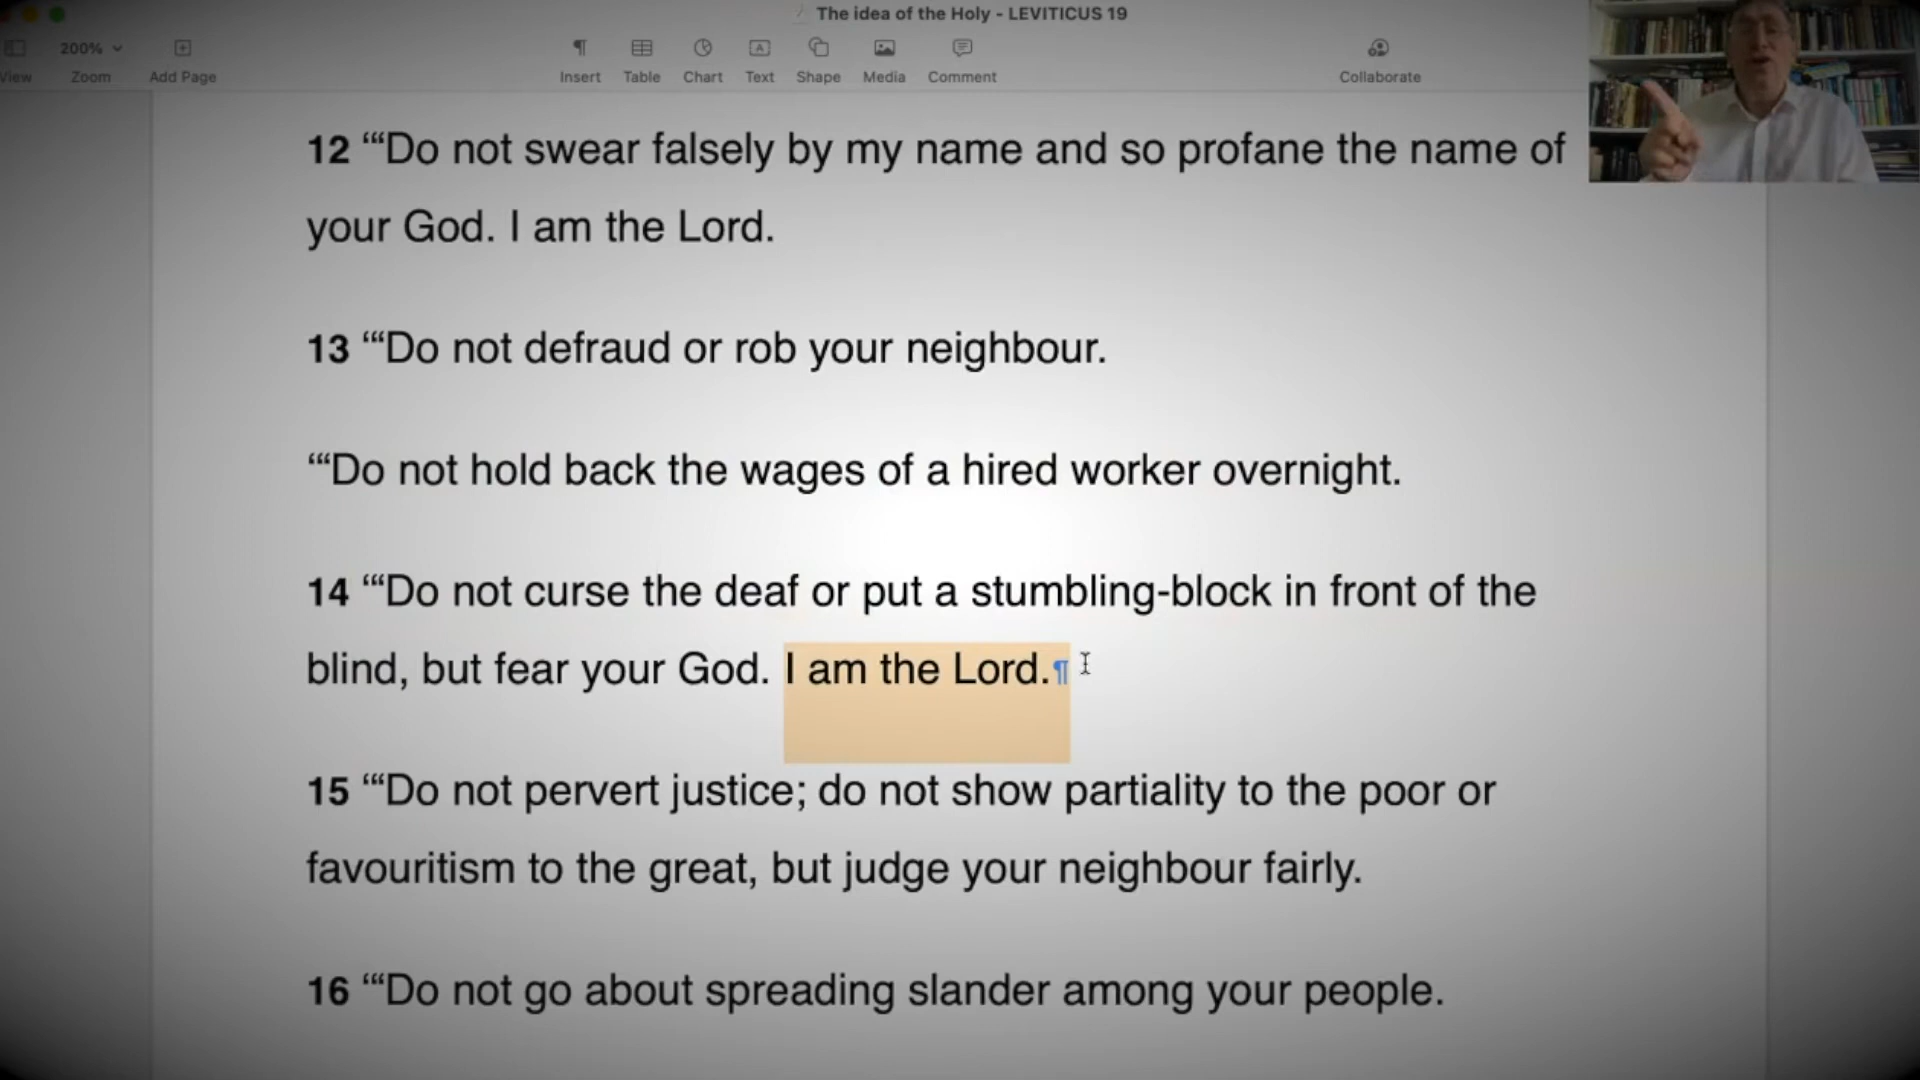 The idea of the Holy - LEVITICUS 19
200%
View Zoom Add Page Insert Table Chart Text Shape Media Comment Collaborate
12 “‘Do not swear falsely by my name and so profane the name of
your God. I am the Lord.
13 “‘Do not defraud or rob your neighbour.
“‘Do not hold back the wages of a hired worker overnight.
14 “‘Do not curse the deaf or put a stumbling-block in front of the
blind, but fear your God. I am the Lord.¶
15 “‘Do not pervert justice; do not show partiality to the poor or
favouritism to the great, but judge your neighbour fairly.
16 “‘Do not go about spreading slander among your people.